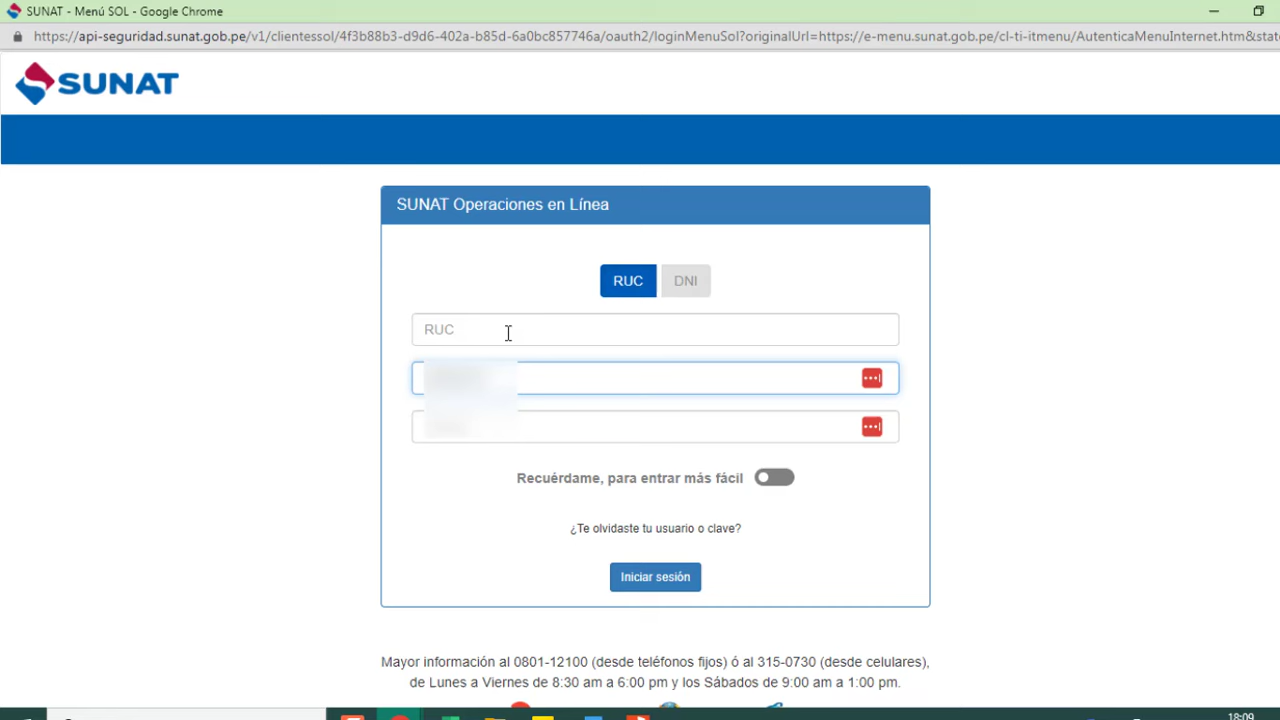 SUNAT - Menú SOL - Google Chrome
https://api-seguridad.sunat.gob.pe/v1/clientessol/4f3b88b3-d9d6-402a-b85d-6a0bc857746a/oauth2/loginMenuSol?originalUrl=https://e-menu.sunat.gob.pe/cl-ti-itmenu/AutenticaMenuInternet.htm&stat
SUNAT
SUNAT Operaciones en Línea
RUC DNI
RUC
Recuérdame, para entrar más fácil
¿Te olvidaste tu usuario o clave?
Iniciar sesión
Mayor información al 0801-12100 (desde teléfonos fijos) ó al 315-0730 (desde celulares),
de Lunes a Viernes de 8:30 am a 6:00 pm y los Sábados de 9:00 am a 1:00 pm.
18:09